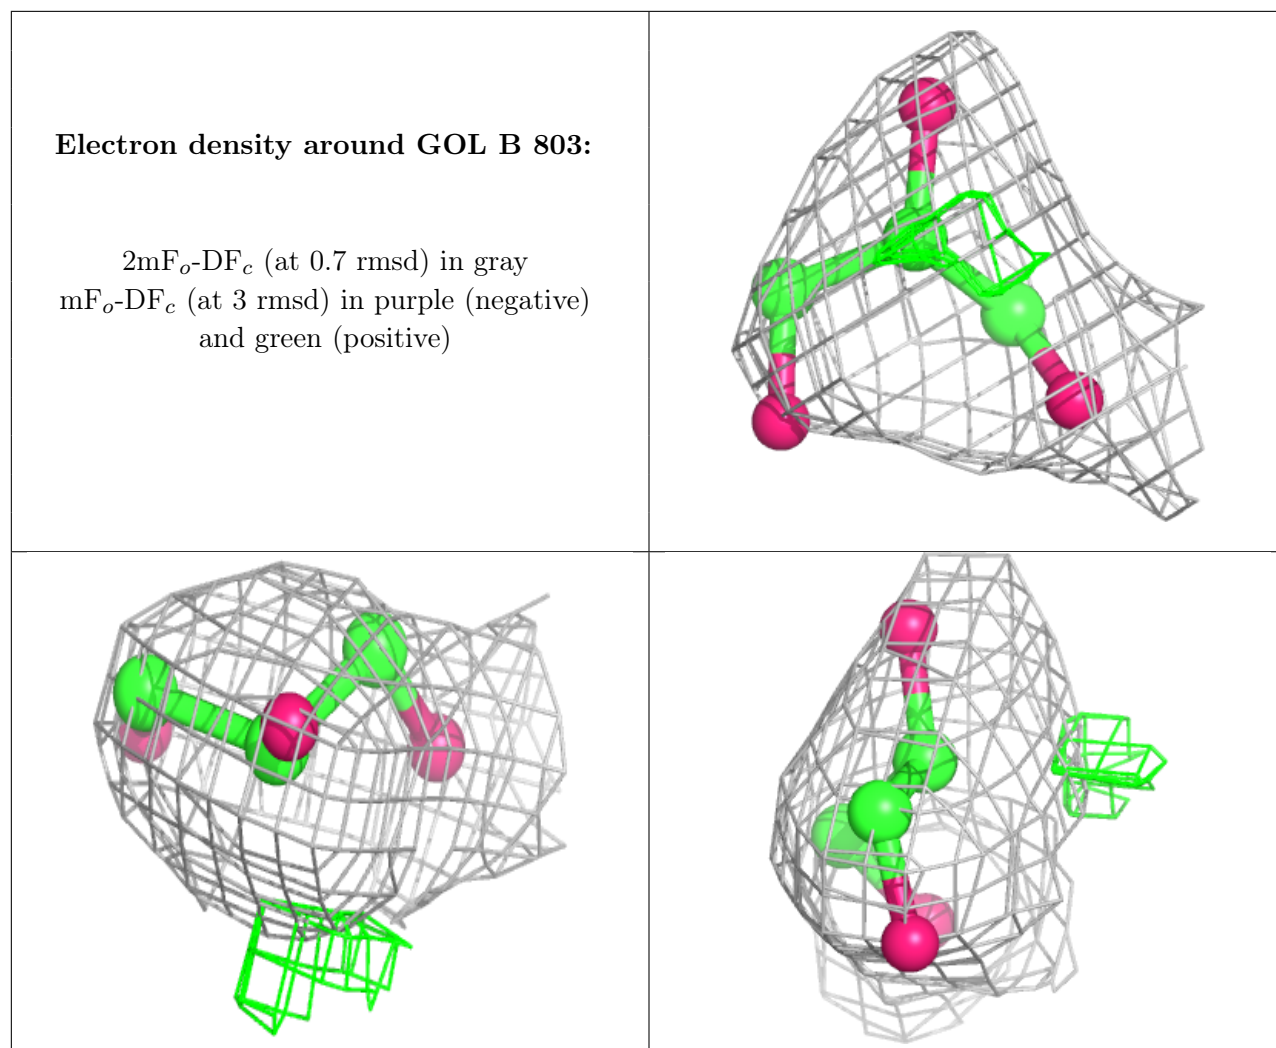 Electron density around GOL B 803:
2mFo-DFc (at 0.7 rmsd) in gray
mFo-DFc (at 3 rmsd) in purple (negative)
and green (positive)